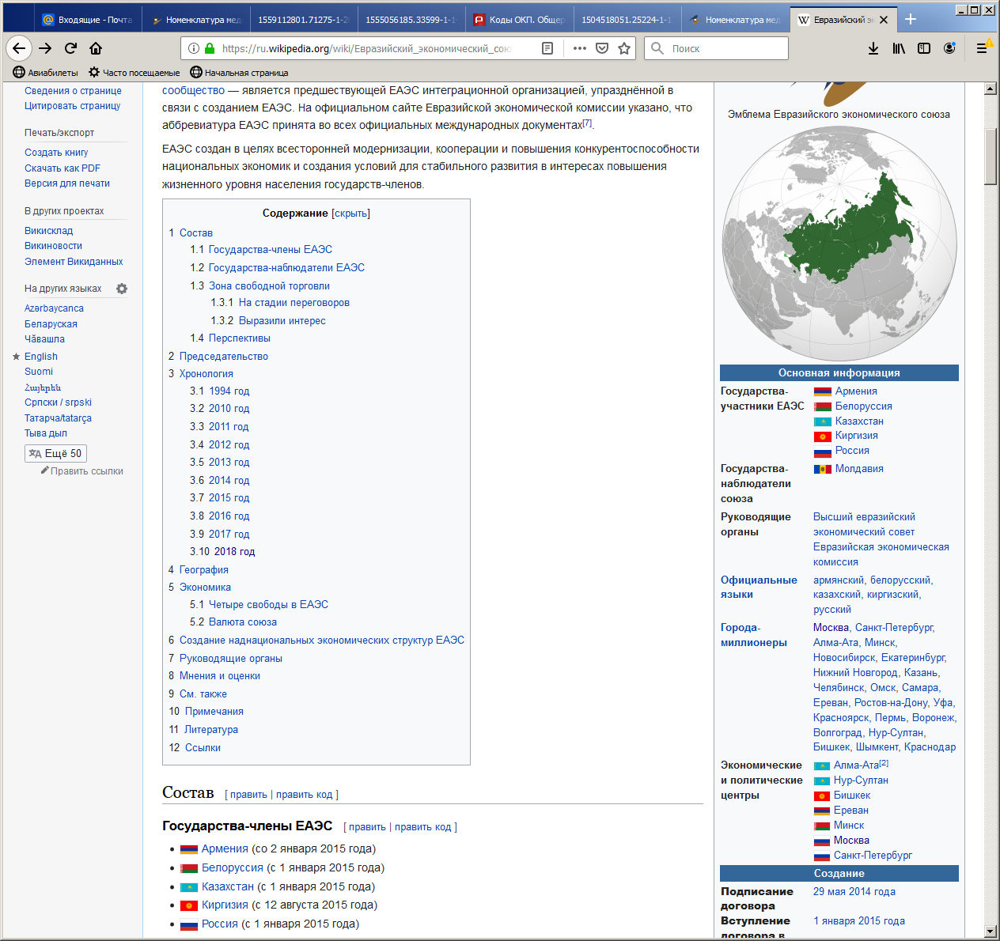 Входящие - Почта
Номенклатура мед
1559112801.71275-1-2
1555056185.33599-1-1
Коды ОКП. Общер
1504518051.25224-1-1
Номенклатура мед
Евразийский эк
https://ru.wikipedia.org/wiki/Евразийский_экономический_сою
Поиск
Авиабилеты
Часто посещаемые
Начальная страница
Сведения о странице
Цитировать страницу
Печать/экспорт
Создать книгу
Скачать как PDF
Версия для печати
В других проектах
Викисклад
Викиновости
Элемент Викиданных
На других языках
Azərbaycanca
Беларуская
Чӑвашла
English
Suomi
Հայերեն
Српски / srpski
Татарча/tatarça
Тыва дыл
Ещё 50
Править ссылки
сообщество — является предшествующей ЕАЭС интеграционной организацией, упразднённой в
связи с созданием ЕАЭС. На официальном сайте Евразийской экономической комиссии указано, что
аббревиатура ЕАЭС принята во всех официальных международных документах[7].
ЕАЭС создан в целях всесторонней модернизации, кооперации и повышения конкурентоспособности
национальных экономик и создания условий для стабильного развития в интересах повышения
жизненного уровня населения государств-членов.
Содержание [скрыть]
1 Состав
1.1 Государства-члены ЕАЭС
1.2 Государства-наблюдатели ЕАЭС
1.3 Зона свободной торговли
1.3.1 На стадии переговоров
1.3.2 Выразили интерес
1.4 Перспективы
2 Председательство
3 Хронология
3.1 1994 год
3.2 2010 год
3.3 2011 год
3.4 2012 год
3.5 2013 год
3.6 2014 год
3.7 2015 год
3.8 2016 год
3.9 2017 год
3.10 2018 год
4 География
5 Экономика
5.1 Четыре свободы в ЕАЭС
5.2 Валюта союза
6 Создание наднациональных экономических структур ЕАЭС
7 Руководящие органы
8 Мнения и оценки
9 См. также
10 Примечания
11 Литература
12 Ссылки
Состав [ править | править код ]
Государства-члены ЕАЭС [ править | править код ]
Армения (со 2 января 2015 года)
Белоруссия (с 1 января 2015 года)
Казахстан (с 1 января 2015 года)
Киргизия (с 12 августа 2015 года)
Россия (с 1 января 2015 года)
Эмблема Евразийского экономического союза
Основная информация
Государства-
участники ЕАЭС
Армения
Белоруссия
Казахстан
Киргизия
Россия
Государства-
наблюдатели
союза
Молдавия
Руководящие
органы
Высший евразийский
экономический совет
Евразийская экономическая
комиссия
Официальные
языки
армянский, белорусский,
казахский, киргизский,
русский
Города-
миллионеры
Москва, Санкт-Петербург,
Алма-Ата, Минск,
Новосибирск, Екатеринбург,
Нижний Новгород, Казань,
Челябинск, Омск, Самара,
Ереван, Ростов-на-Дону, Уфа,
Красноярск, Пермь, Воронеж,
Волгоград, Нур-Султан,
Бишкек, Шымкент, Краснодар
Экономические
и политические
центры
Алма-Ата[2]
Нур-Султан
Бишкек
Ереван
Минск
Москва
Санкт-Петербург
Создание
Подписание
договора
29 мая 2014 года
Вступление
договора в
1 января 2015 года